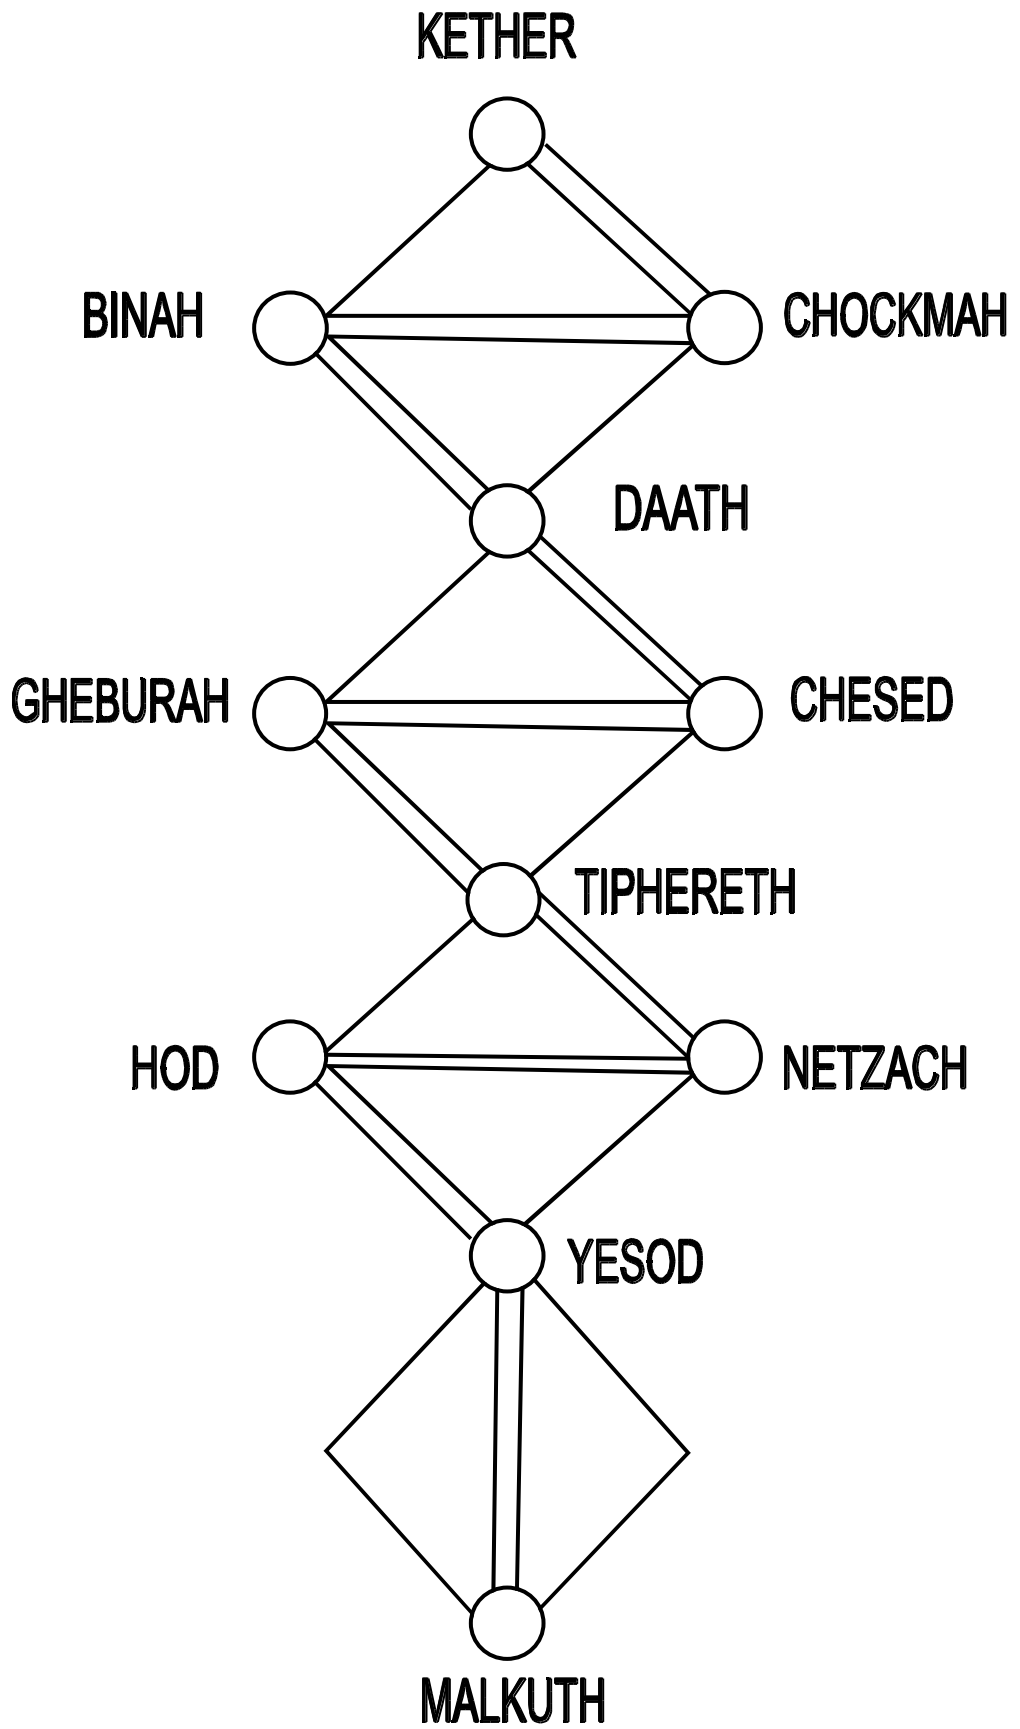 KETHER
BINAH
CHOCKMAH
DAATH
GHEBURAH
CHESED
TIPHERETH
HOD
NETZACH
YESOD
MALKUTH